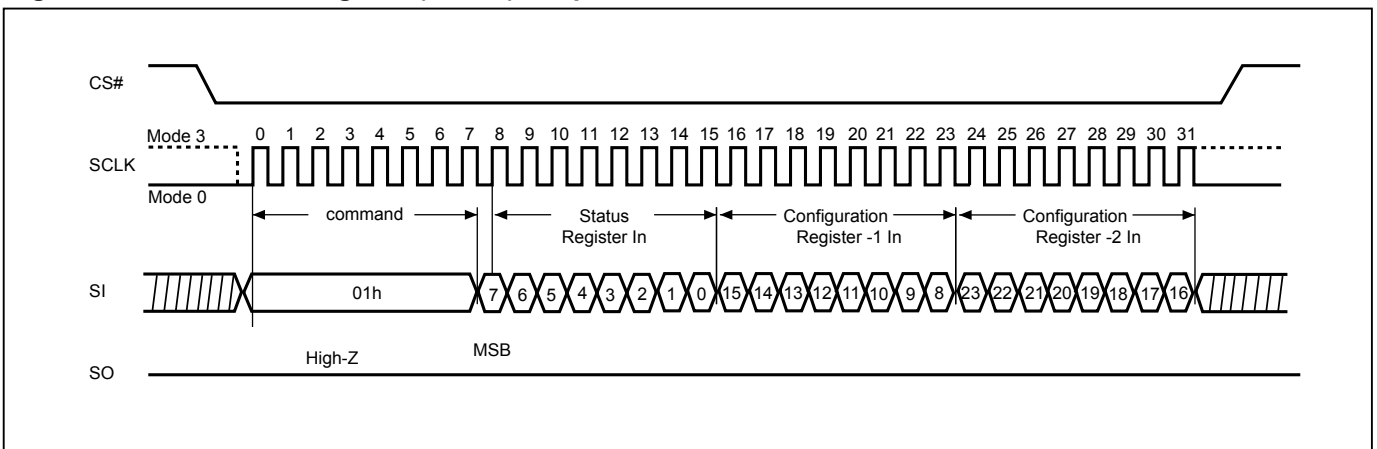 CS#
Mode 3
0 1 2 3 4 5 6 7 8 9 10 11 12 13 14 15 16 17 18 19 20 21 22 23 24 25 26 27 28 29 30 31
SCLK
Mode 0
command Status Configuration Configuration
Register In Register -1 In Register -2 In
SI 01h 7 6 5 4 3 2 1 0 15 14 13 12 11 10 9 8 23 22 21 20 19 18 17 16
High-Z MSB
SO